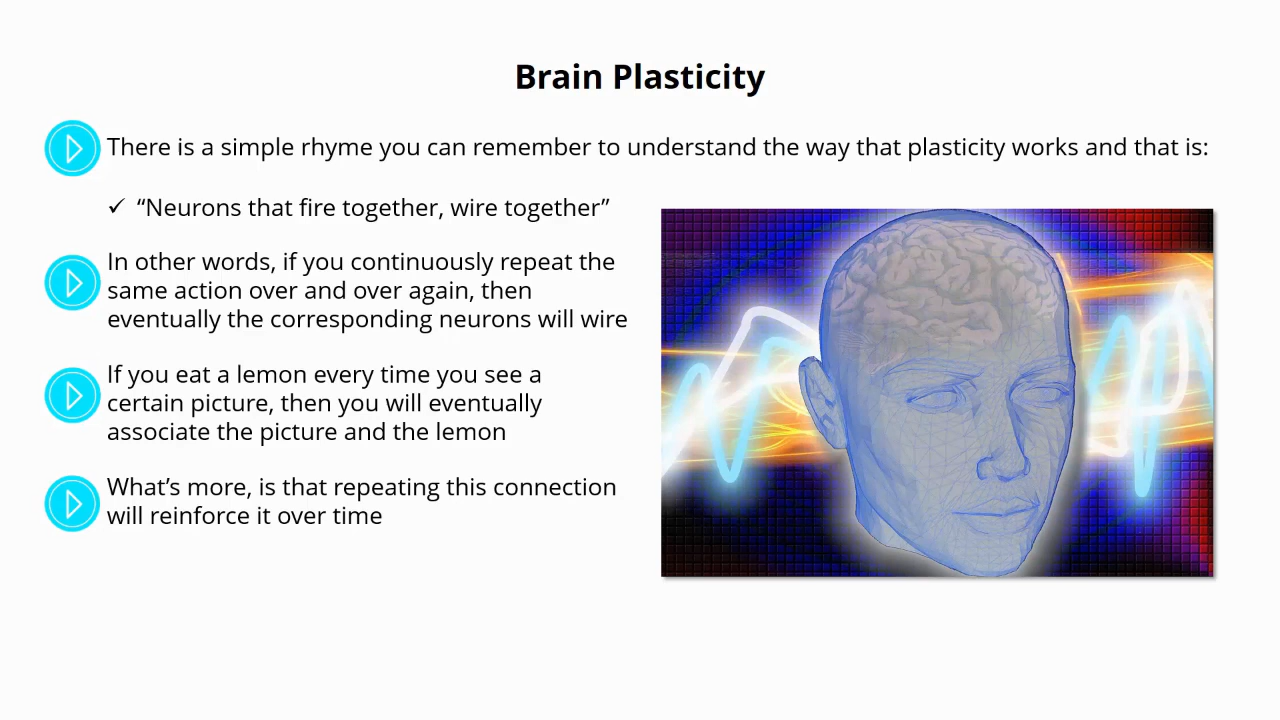 Brain Plasticity
There is a simple rhyme you can remember to understand the way that plasticity works and that is:
✓ “Neurons that fire together, wire together”
In other words, if you continuously repeat the
same action over and over again, then
eventually the corresponding neurons will wire
If you eat a lemon every time you see a
certain picture, then you will eventually
associate the picture and the lemon
What’s more, is that repeating this connection
will reinforce it over time